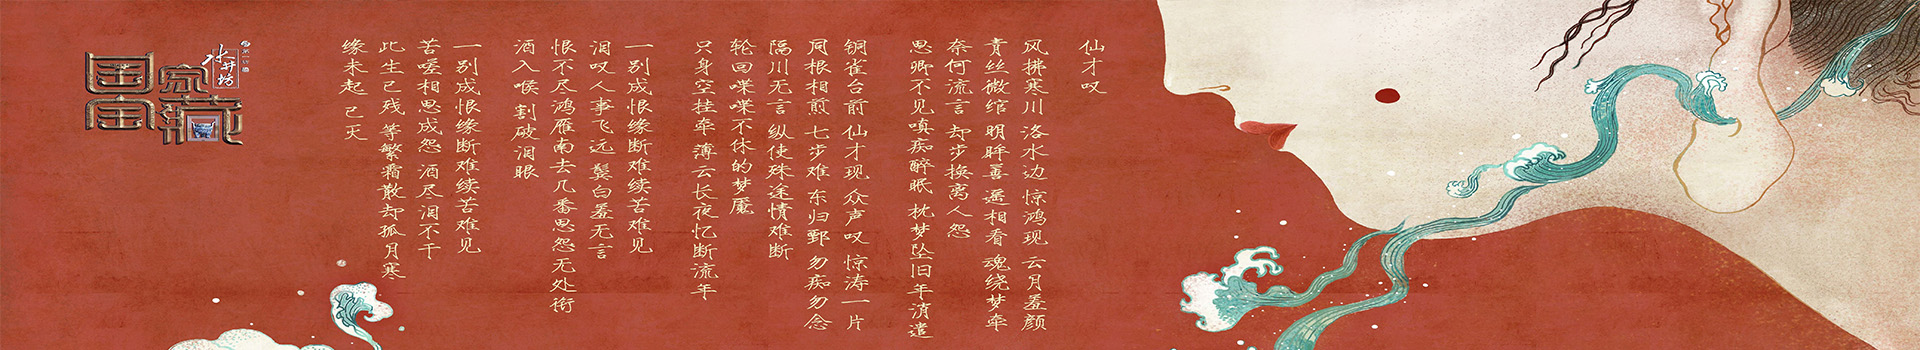 仙才叹
风拂寒川 洛水边 惊鸿现 云月羞颜
青丝微绾 明眸善 遥相看 魂绕梦牵
奈何流言 却步换离人怨
思卿不见嗔痴醉眠 枕梦坠旧年消遣
铜雀台前 仙才现 众声叹 惊涛一片
同根相煎 七步难 东归鄄 勿痴勿念
隔川无言 纵使殊途情难断
轮回喋喋不休的梦魇
只身空挂牵 薄云长夜忆断流年
一别成恨缘断难续苦难见
泪叹人事飞远 鬓白羞无言
恨不尽鸿雁南去几番思怨无处衔
酒入喉 割破泪眼
一别成恨缘断难续苦难见
苦嗳相思成怨 酒尽泪不干
此生已残 等繁霜散却孤月寒
缘未起 已灭
水井坊
国家宝藏